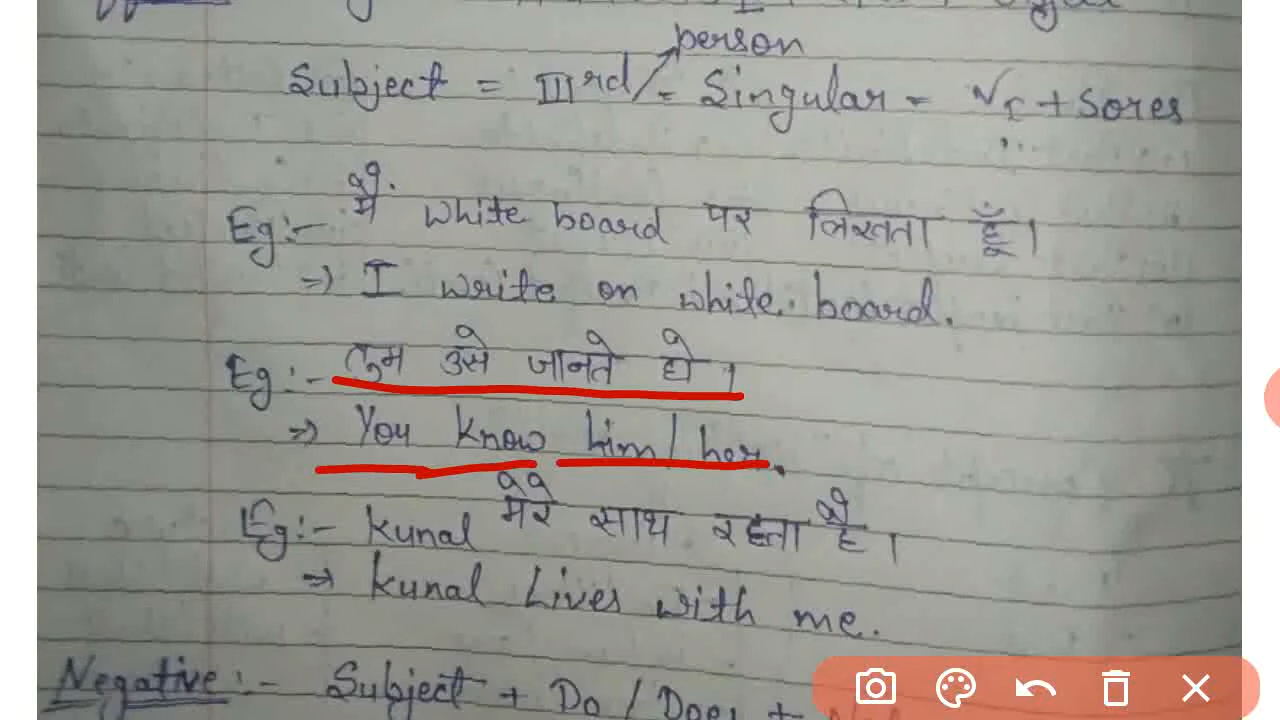 person
Subject = IIIrd / = Singular = V₁ + S or es
Eg:- मैं white board पर लिखता हूँ।
→ I write on white board.
Eg:- तुम उसे जानते हो।
→ You know him/her.
Eg:- Kunal मेरे साथ रहता है।
→ Kunal Lives with me.
Negative:- Subject + Do / Does +